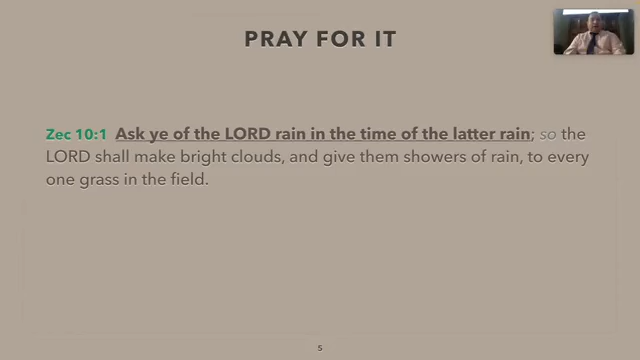 PRAY FOR IT
Zec 10:1 Ask ye of the LORD rain in the time of the latter rain; so the
LORD shall make bright clouds, and give them showers of rain, to every
one grass in the field.
5